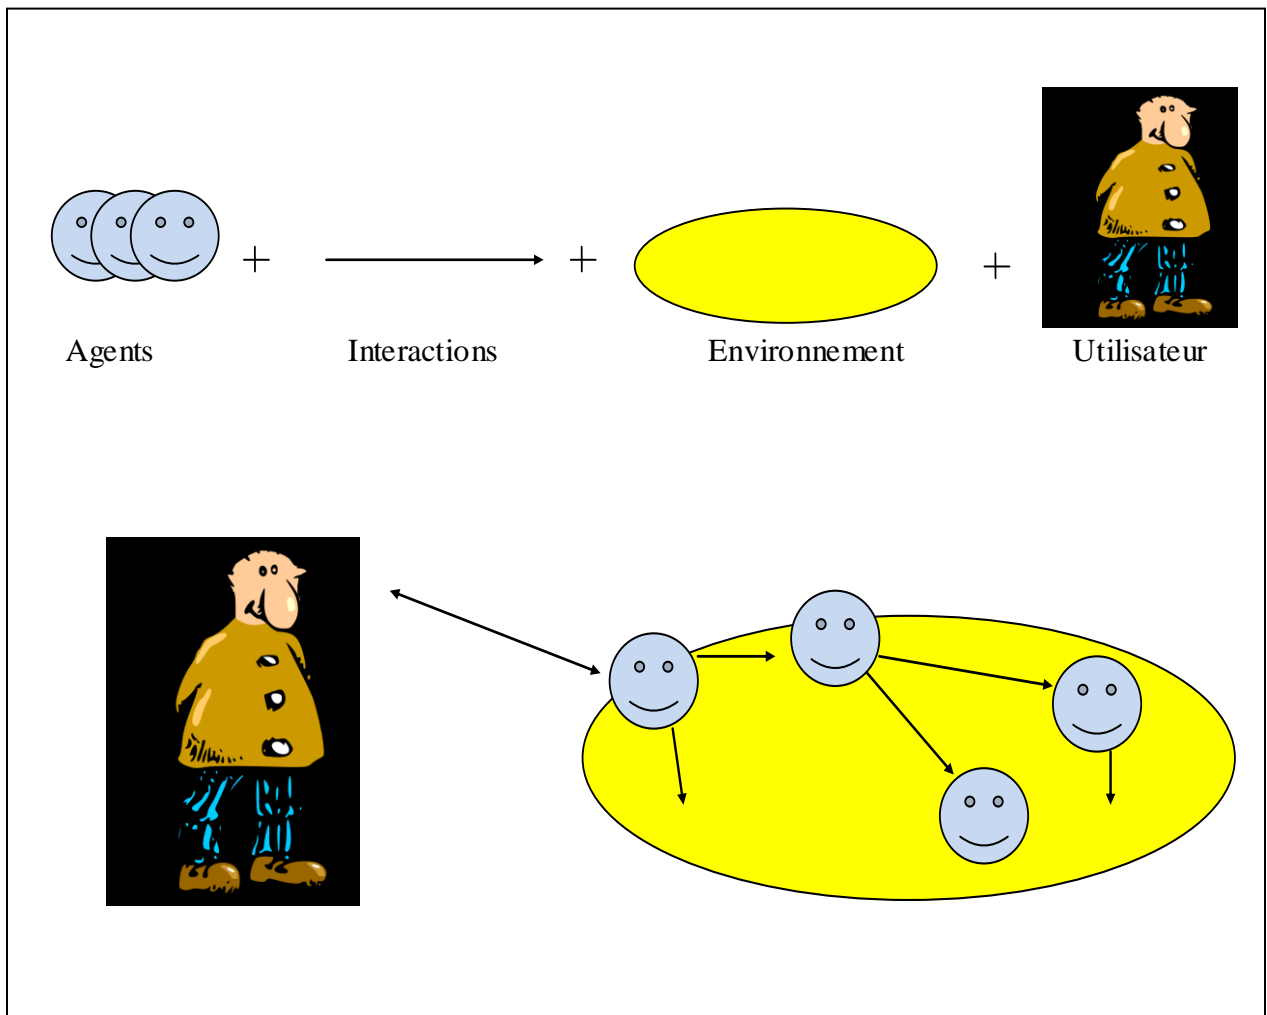 + + +
Agents Interactions Environnement Utilisateur